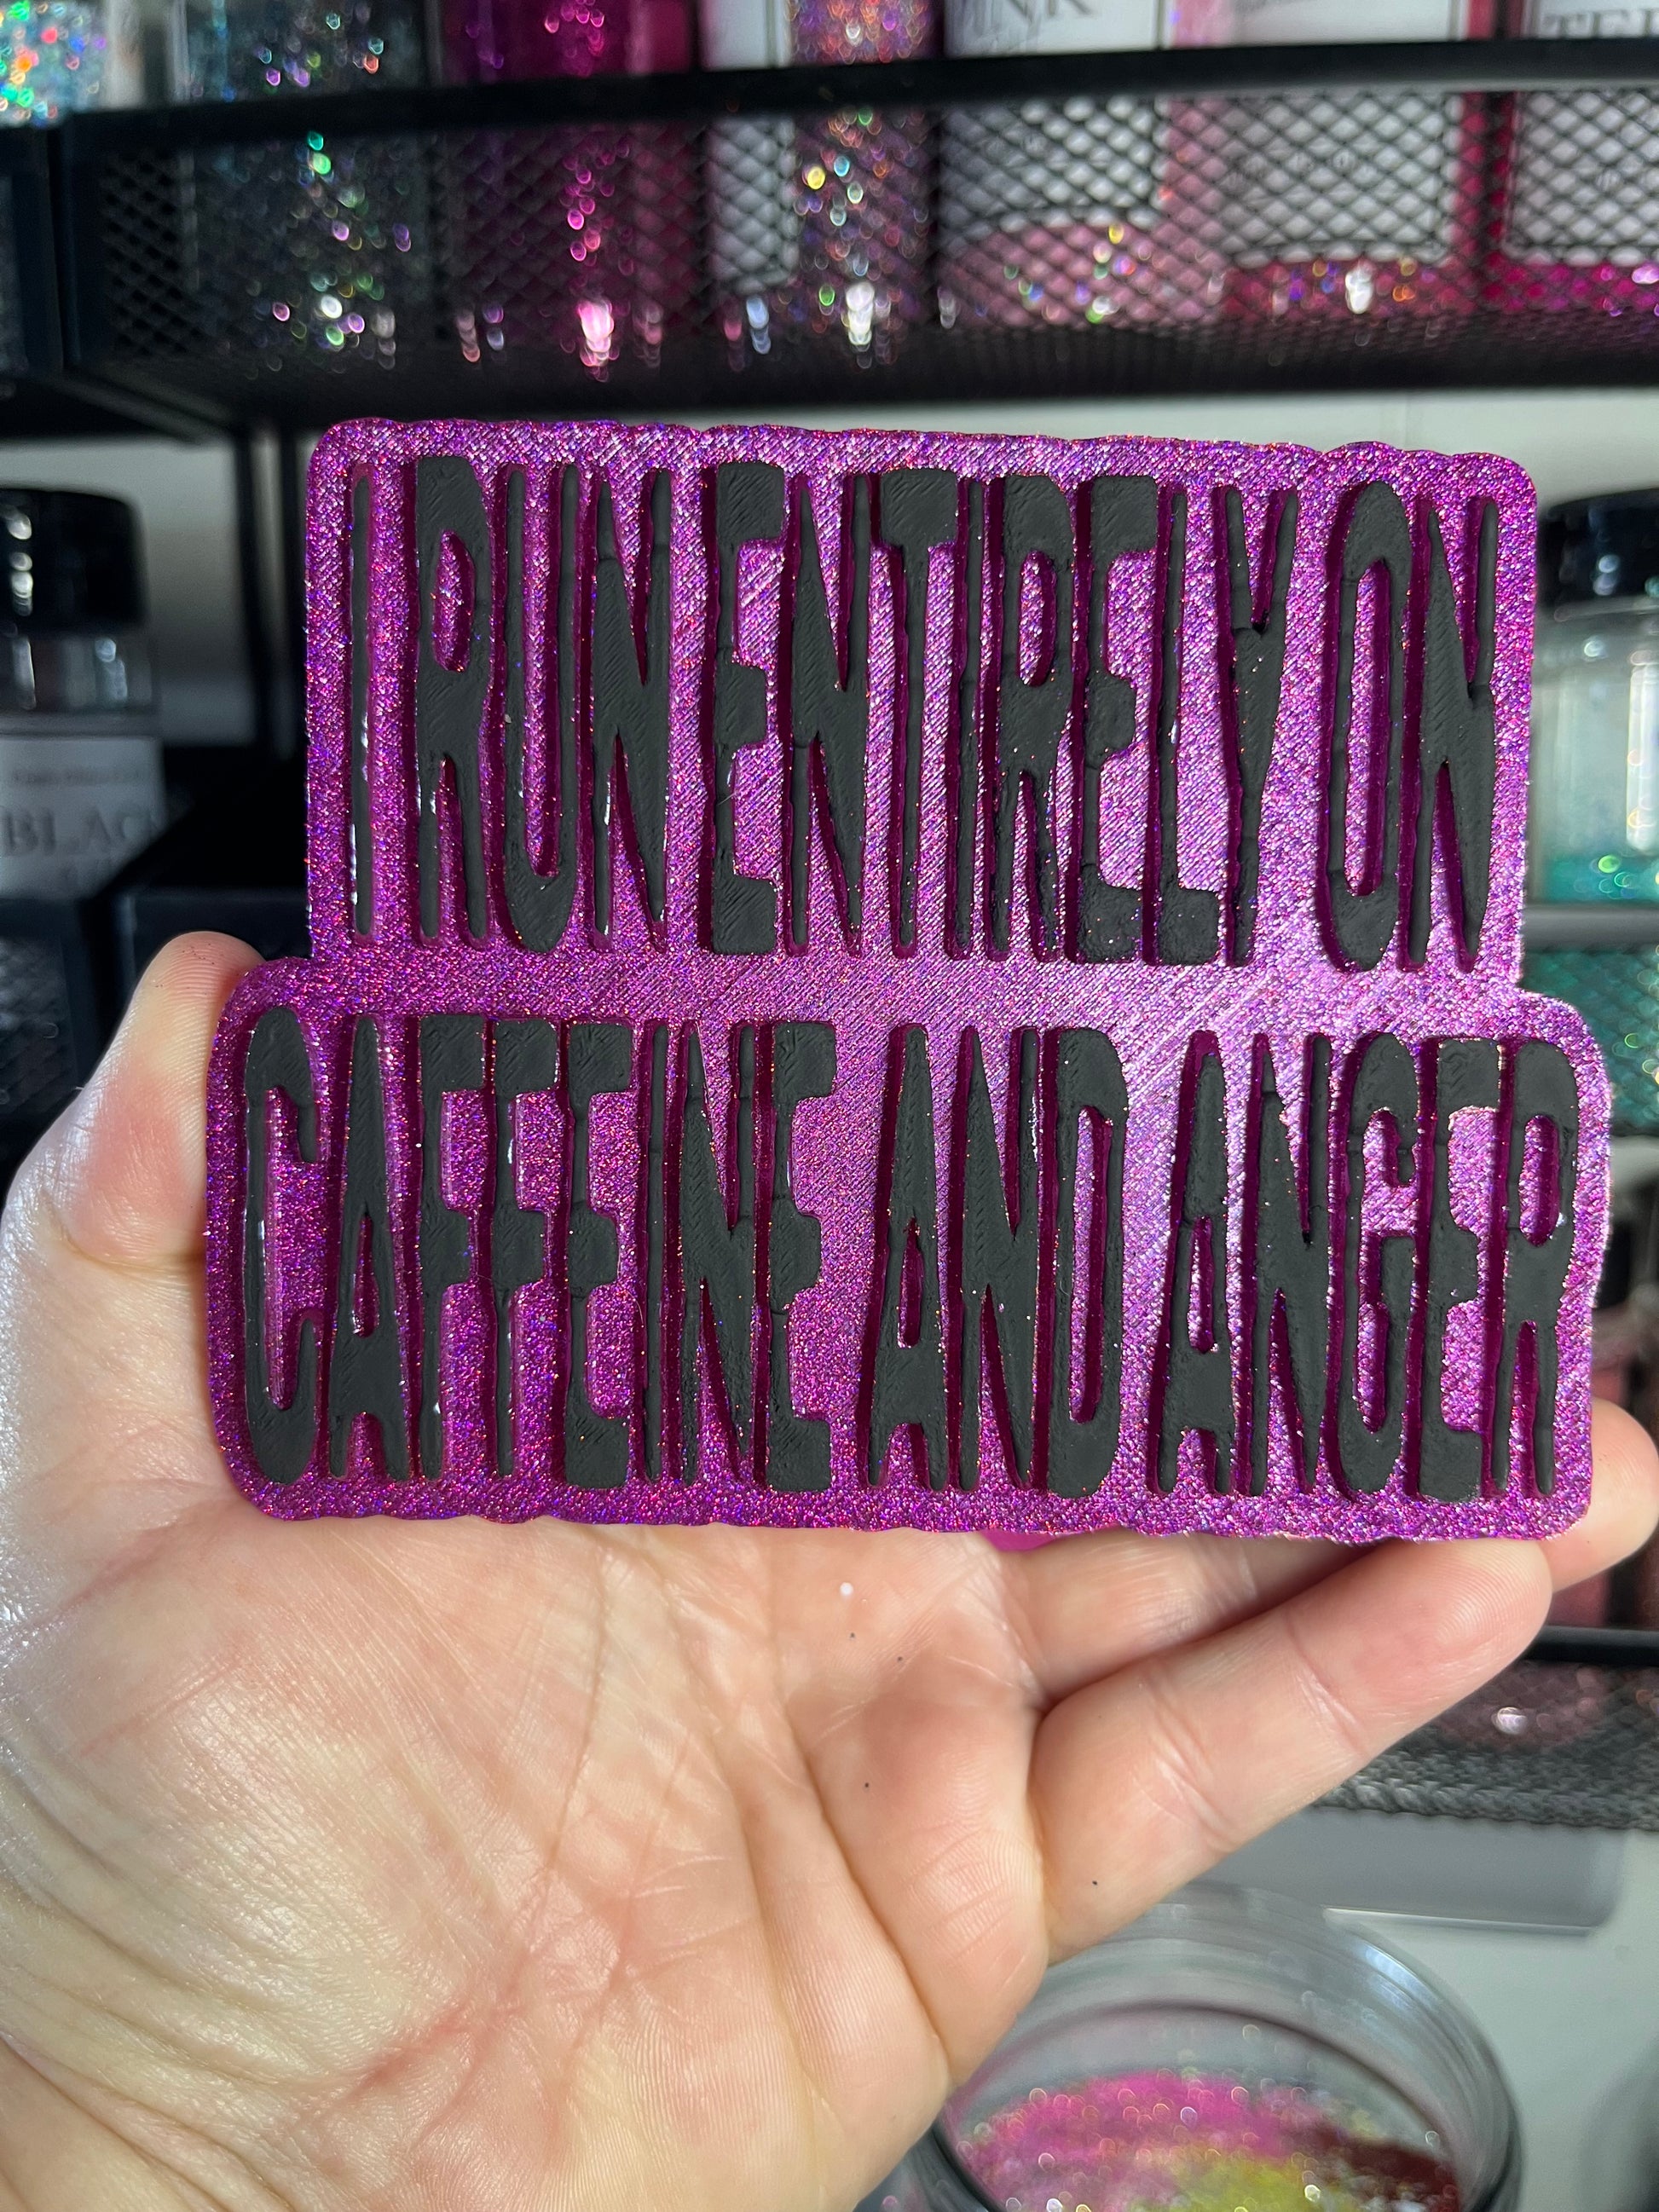 I RUN ENTIRELY ON
CAFFEINE AND ANGER